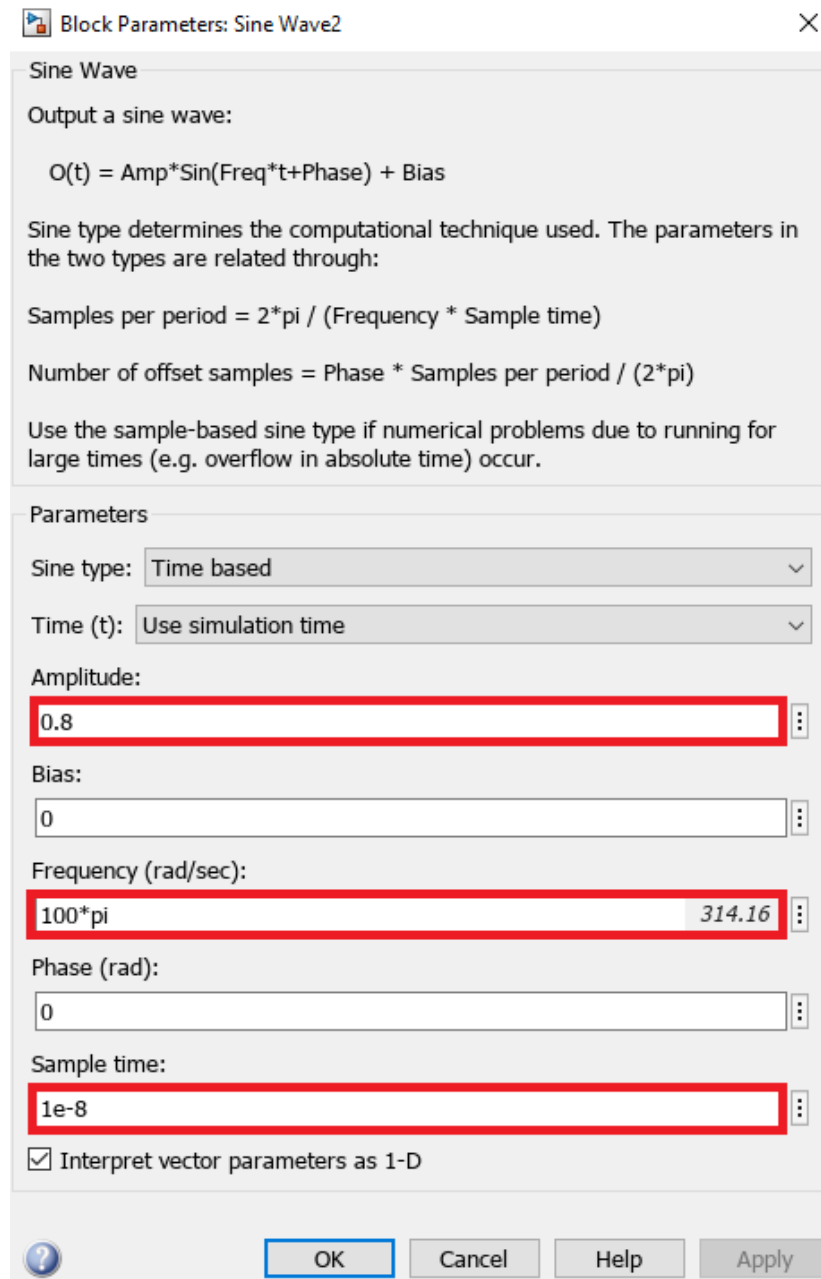 Block Parameters: Sine Wave2
Sine Wave
Output a sine wave:
O(t) = Amp*Sin(Freq*t+Phase) + Bias
Sine type determines the computational technique used. The parameters in
the two types are related through:
Samples per period = 2*pi / (Frequency * Sample time)
Number of offset samples = Phase * Samples per period / (2*pi)
Use the sample-based sine type if numerical problems due to running for
large times (e.g. overflow in absolute time) occur.
Parameters
Sine type: Time based
Time (t): Use simulation time
Amplitude:
0.8
Bias:
0
Frequency (rad/sec):
100*pi 314.16
Phase (rad):
0
Sample time:
1e-8
Interpret vector parameters as 1-D
? OK Cancel Help Apply